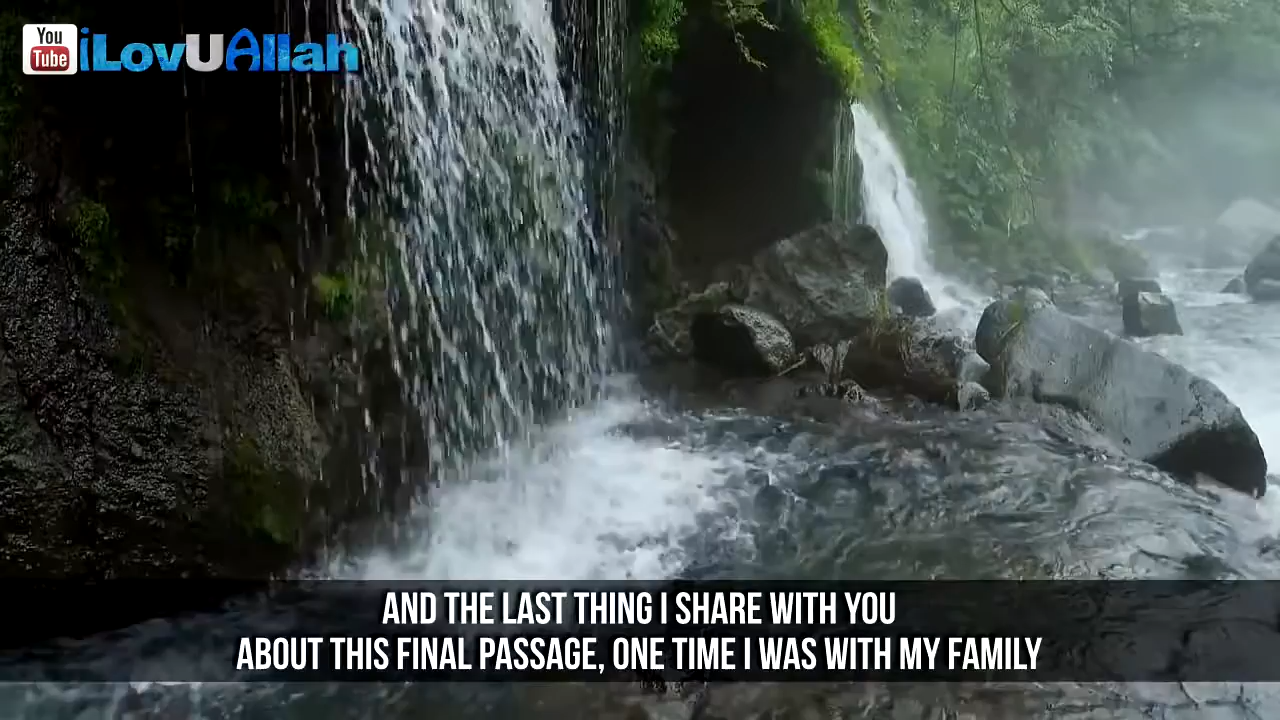 You
Tube
iLovUAllah
AND THE LAST THING I SHARE WITH YOU
ABOUT THIS FINAL PASSAGE, ONE TIME I WAS WITH MY FAMILY